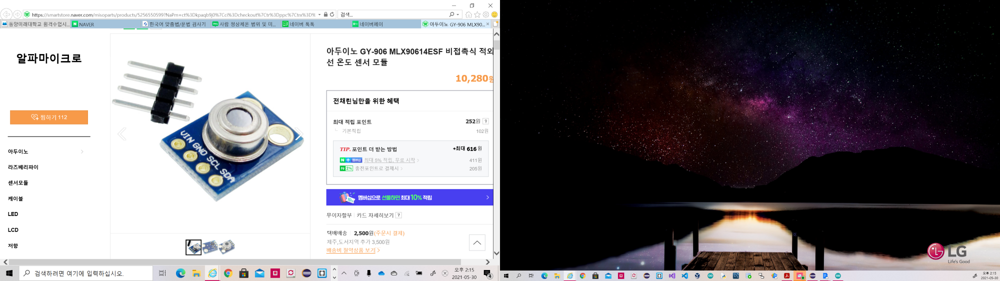 https://smartstore.naver.com/misoparts/products/5256550599?NaPm=ct%3Dkpaqb9j0%7Cci%3Dcheckout%7Ctr%3Dppc%7Ctrx%3D%
검색...
동양미래대학교 원격수업시...
NAVER
한국어 맞춤법/문법 검사기
사람 정상체온 범위 및 미...
네이버 톡톡
네이버페이
아두이노 GY-906 MLX90...
알파마이크로
찜하기 112
아두이노
라즈베리파이
센서모듈
케이블
LED
LCD
저항
VIN GND SCL SDA
아두이노 GY-906 MLX90614ESF 비접촉식 적외
선 온도 센서 모듈
10,280원
전채린님만을 위한 혜택
최대 적립 포인트 252원 ?
기본적립 102원
TIP. 포인트 더 받는 방법 +최대 616원
N+ 멤버십 최대 5% 적립, 무료 시작 > 411원
N 2% 충전포인트로 결제시 > 205원
멤버십으로 선물하면 최대 10% 적립
무이자할부 카드 자세히보기 ?
택배배송 2,500원(주문시 결제)
제주,도서지역 추가 3,500원
배송비 절약상품 보기 >
검색하려면 여기에 입력하십시오.
오후 2:15
2021-05-30
4
LG
Life's Good
오후 2:15
2021-05-30